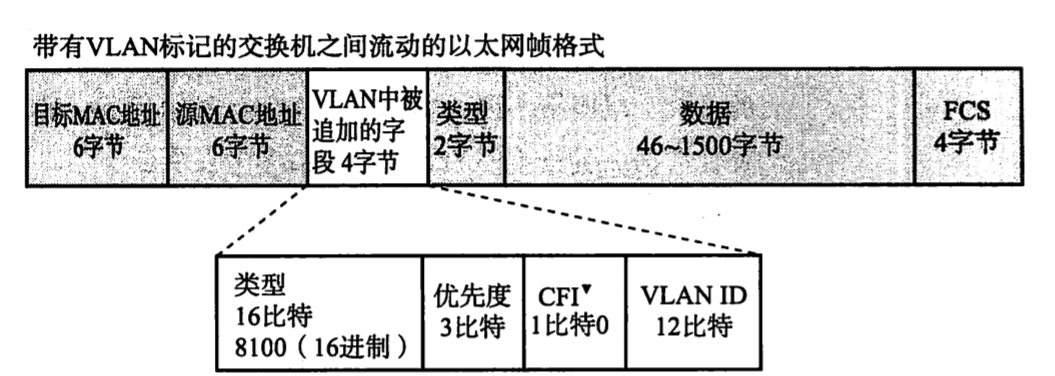 带有VLAN标记的交换机之间流动的以太网帧格式
目标MAC地址
6字节
源MAC地址
6字节
VLAN中被
追加的字
段 4字节
类型
2字节
数据
46~1500字节
FCS
4字节
类型
16比特
8100（16进制）
优先度
3比特
CFI▼
1比特0
VLAN ID
12比特